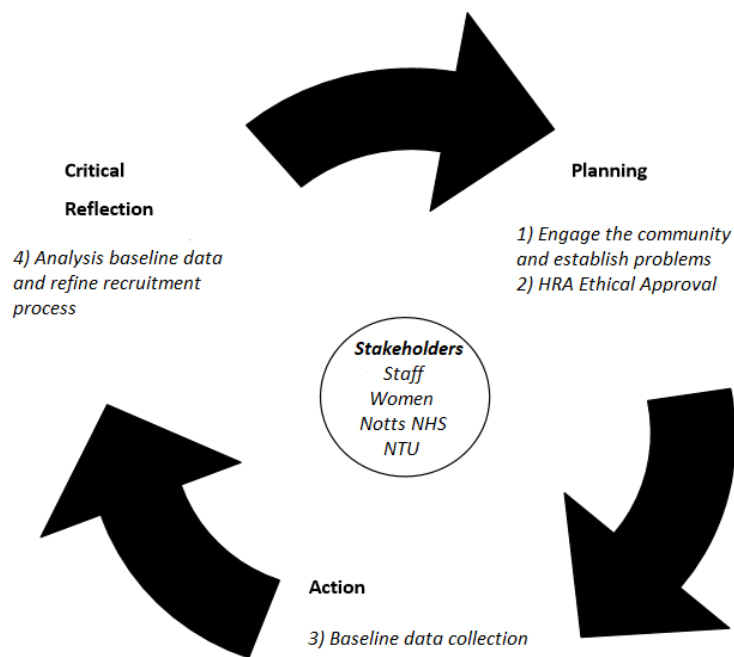 Critical
Reflection
4) Analysis baseline data
and refine recruitment
process
Planning
1) Engage the community
and establish problems
2) HRA Ethical Approval
Stakeholders
Staff
Women
Notts NHS
NTU
Action
3) Baseline data collection